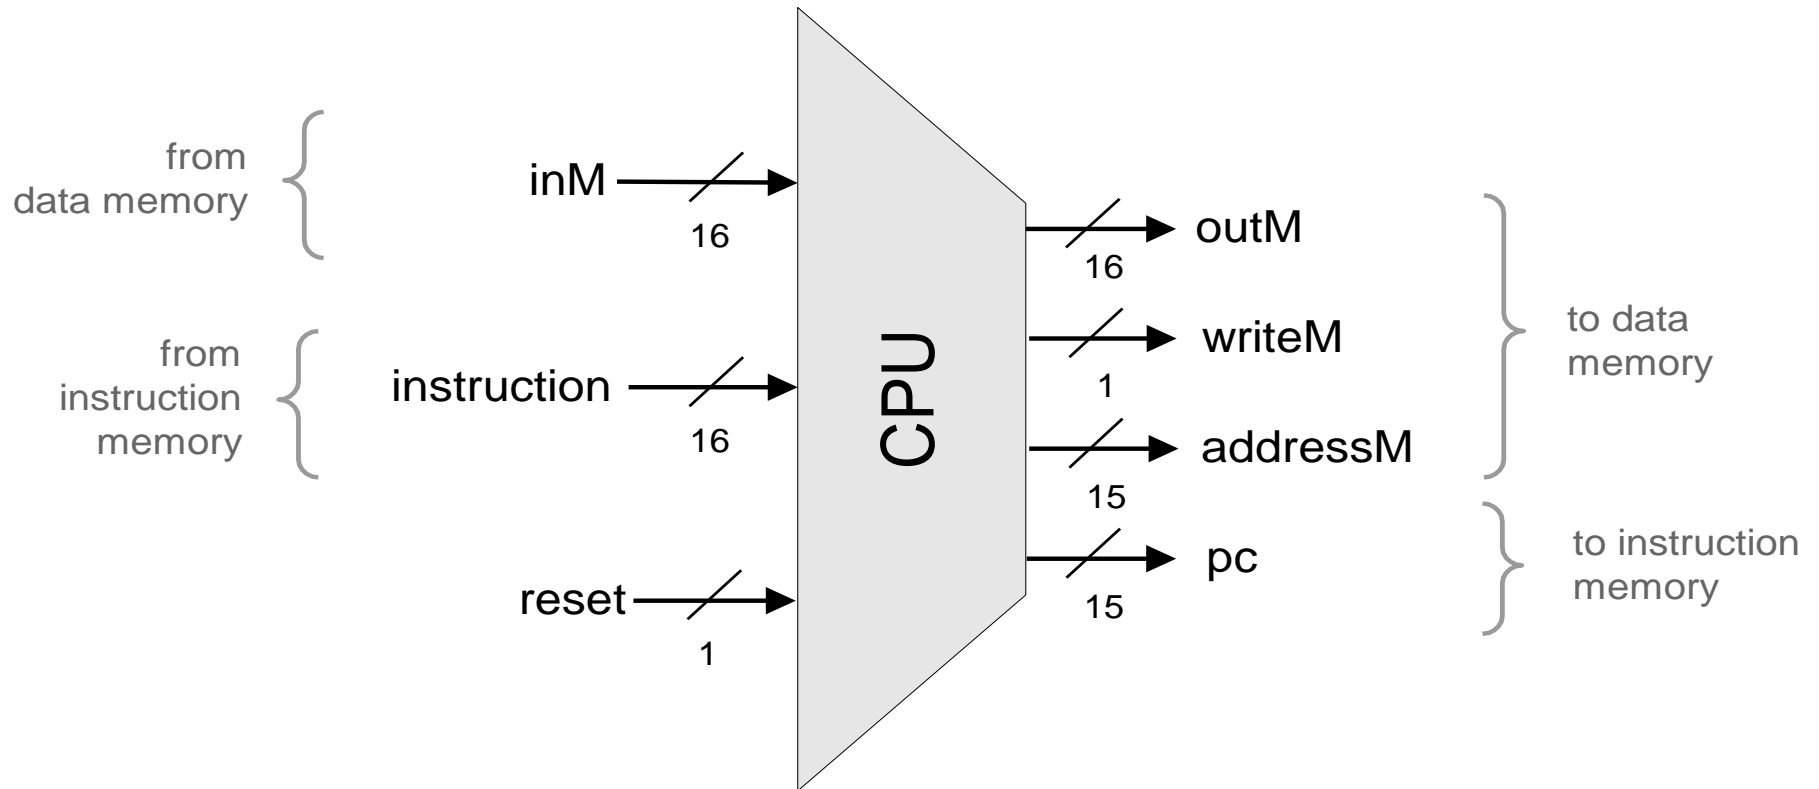 from
data memory
inM
16
from
instruction
memory
instruction
16
reset
1
CPU
outM
16
writeM
1
addressM
15
pc
15
to data
memory
to instruction
memory